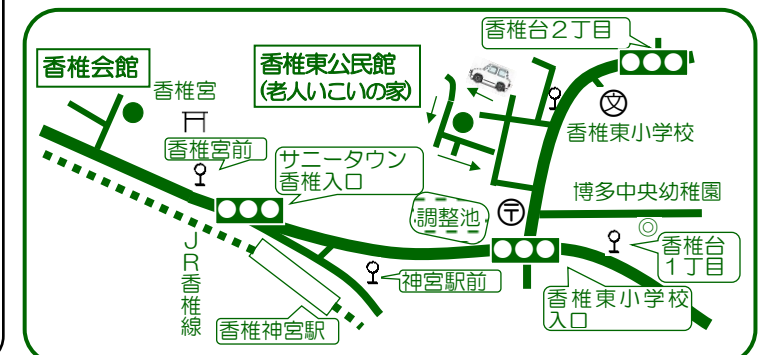 香椎台２丁目
香椎会館
香椎東公民館
(老人いこいの家)
香椎宮
文
香椎東小学校
香椎宮前
サニータウン
香椎入口
博多中央幼稚園
調整池
〒
ＪＲ香椎線
香椎台
１丁目
神宮駅前
香椎東小学校
入口
香椎神宮駅